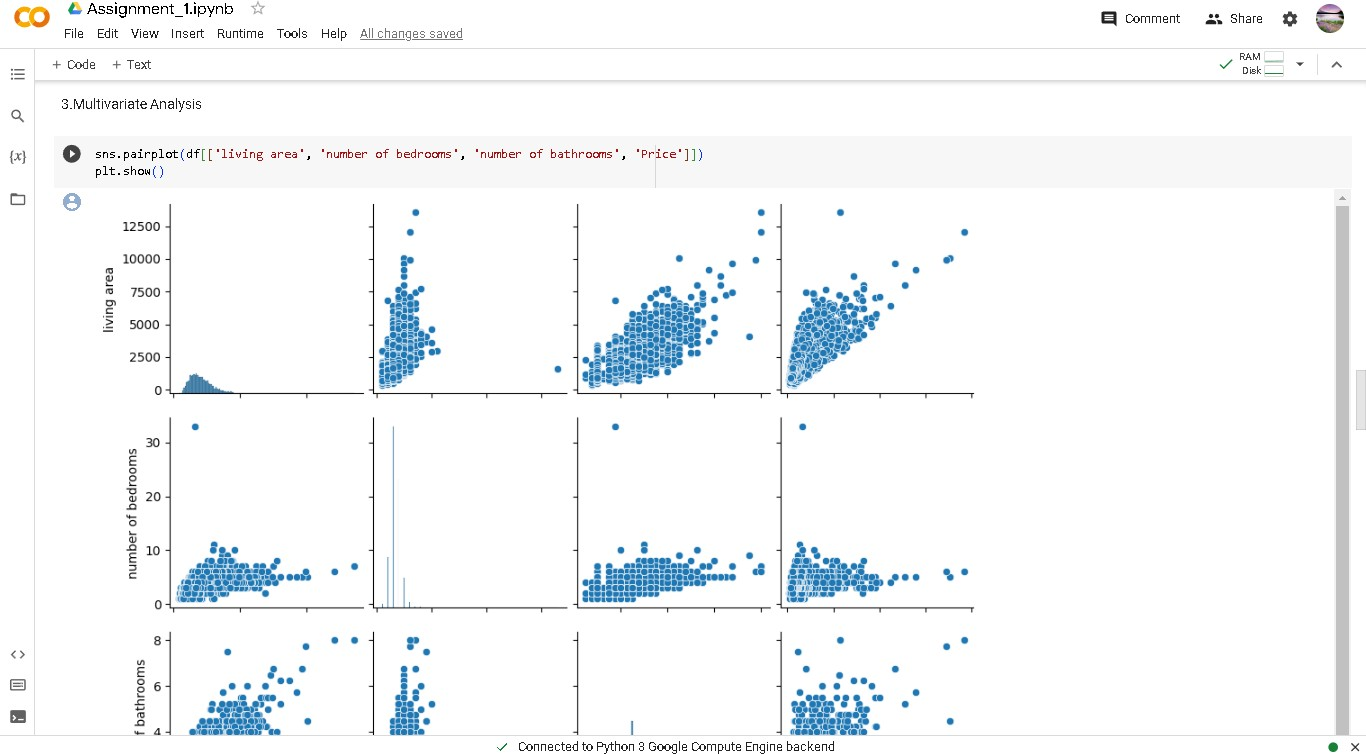 Assignment_1.ipynb
File Edit View Insert Runtime Tools Help All changes saved
Comment Share
+ Code + Text
RAM
Disk
3.Multivariate Analysis
sns.pairplot(df[['living area', 'number of bedrooms', 'number of bathrooms', 'Price']])
plt.show()
{x}
12500
10000
7500
5000
2500
0
living area
30
20
10
0
number of bedrooms
8
6
4
f bathrooms
Connected to Python 3 Google Compute Engine backend